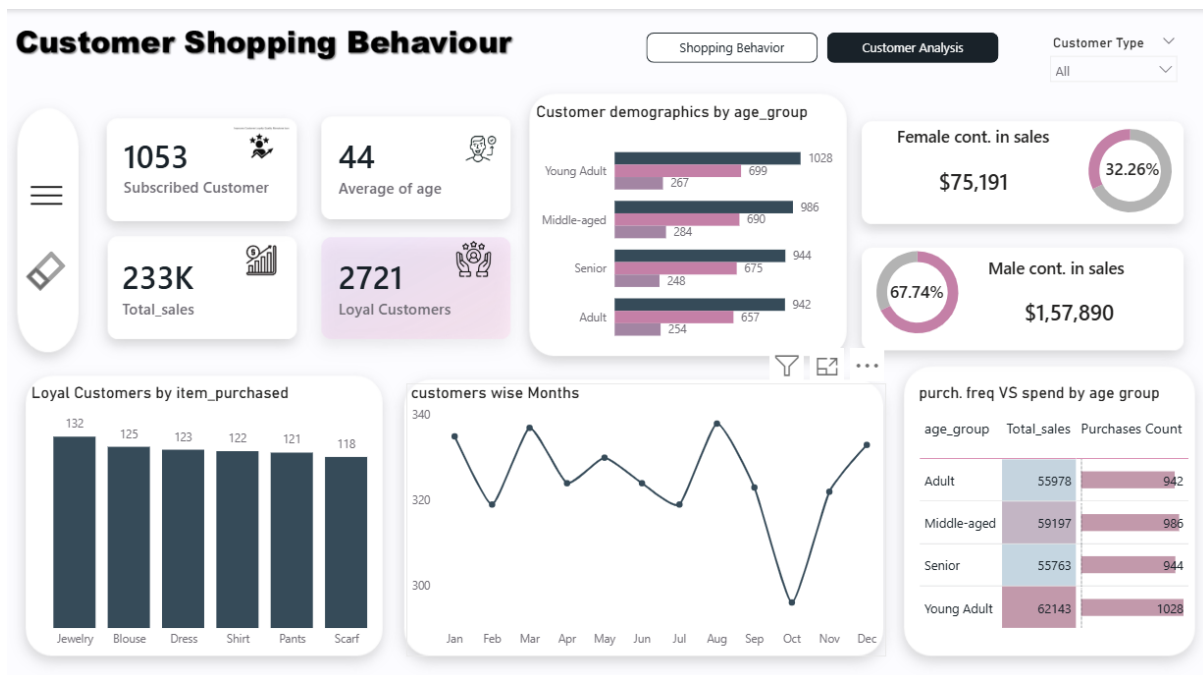 Customer Shopping Behaviour
Shopping Behavior
Customer Analysis
Customer Type
All
1053
Subscribed Customer
44
Average of age
233K
Total_sales
2721
Loyal Customers
Customer demographics by age_group
Young Adult
1028
699
267
Middle-aged
986
690
284
Senior
944
675
248
Adult
942
657
254
Female cont. in sales
$75,191
32.26%
67.74%
Male cont. in sales
$1,57,890
Loyal Customers by item_purchased
132
125
123
122
121
118
Jewelry Blouse Dress Shirt Pants Scarf
customers wise Months
340
320
300
Jan Feb Mar Apr May Jun Jul Aug Sep Oct Nov Dec
purch. freq VS spend by age group
age_group Total_sales Purchases Count
Adult 55978 942
Middle-aged 59197 986
Senior 55763 944
Young Adult 62143 1028